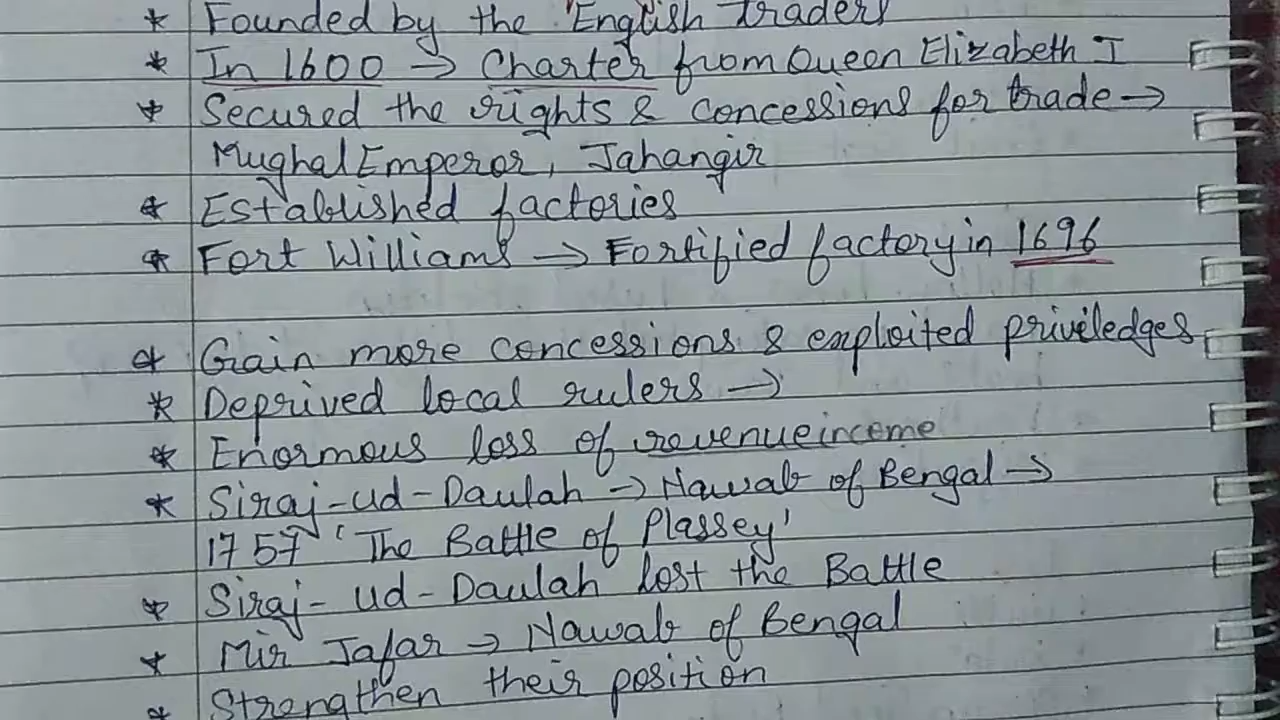 * Founded by the English traders
* In 1600 → Charter from Queen Elizabeth I
* Secured the rights & concessions for trade →
Mughal Emperor, Jahangir
* Established factories
* Fort Williams → Fortified factory in 1696
* Gain more concessions & exploited priviledges
* Deprived local rulers →
* Enormous loss of revenue income
* Siraj-ud-Daulah → Nawab of Bengal →
1757 'The Battle of Plassey'
* Siraj-ud-Daulah lost the Battle
* Mir Jafar → Nawab of Bengal
* Strengthen their position